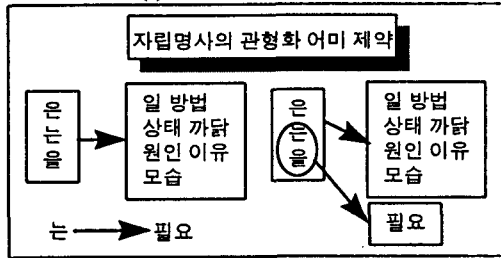 자립명사의 관형화 어미 제약
은
는
을
일 방법
상태 까닭
원인 이유
모습
는
필요
은
는
을
일 방법
상태 까닭
원인 이유
모습
필요